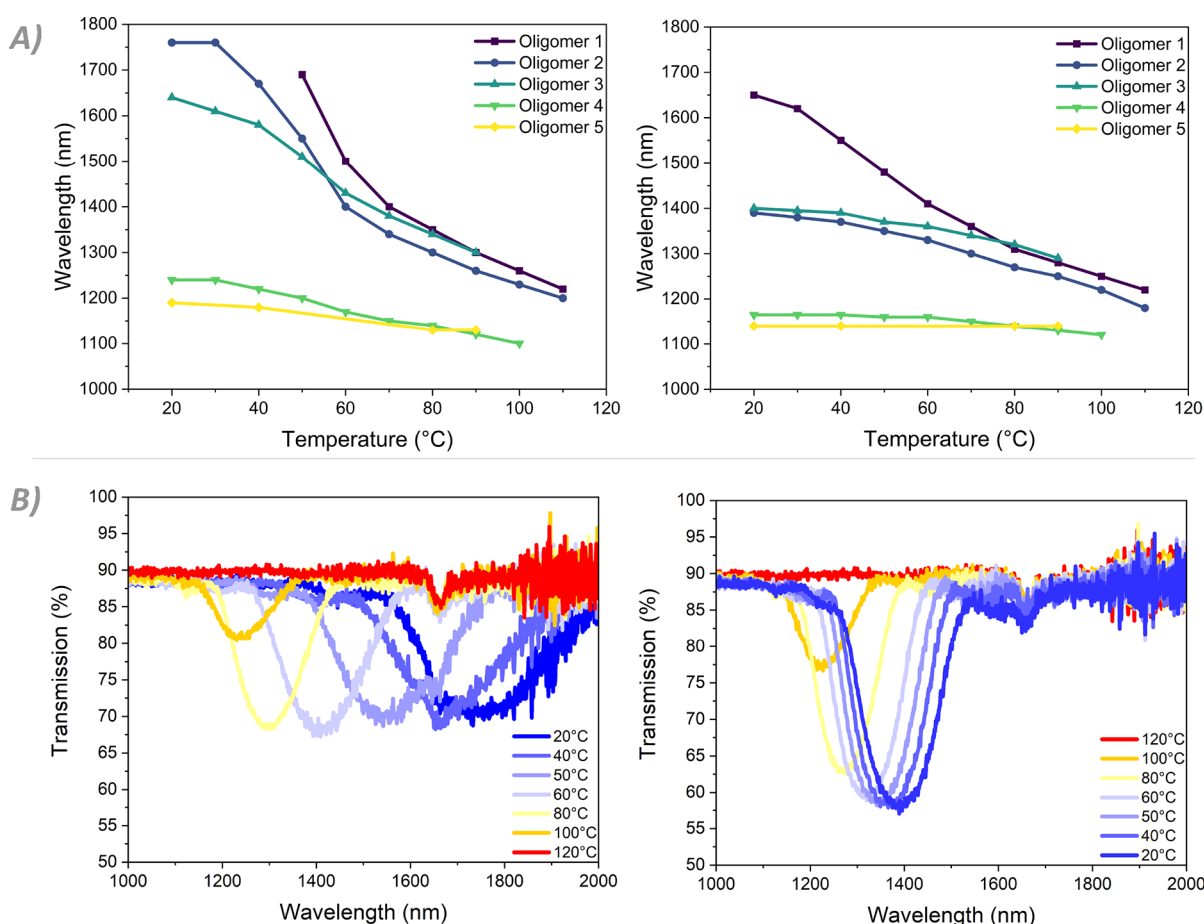 A)
1800
1700
1600
1500
1400
1300
1200
1100
1000
Wavelength (nm)
20
40
60
80
100
120
Temperature (°C)
Oligomer 1
Oligomer 2
Oligomer 3
Oligomer 4
Oligomer 5
1800
1700
1600
1500
1400
1300
1200
1100
1000
Wavelength (nm)
20
40
60
80
100
120
Temperature (°C)
Oligomer 1
Oligomer 2
Oligomer 3
Oligomer 4
Oligomer 5
B)
100
95
90
85
80
75
70
65
60
55
50
Transmission (%)
20°C
40°C
50°C
60°C
80°C
100°C
120°C
1000
1200
1400
1600
1800
2000
Wavelength (nm)
100
95
90
85
80
75
70
65
60
55
50
Transmission (%)
120°C
100°C
80°C
60°C
50°C
40°C
20°C
1000
1200
1400
1600
1800
2000
Wavelength (nm)